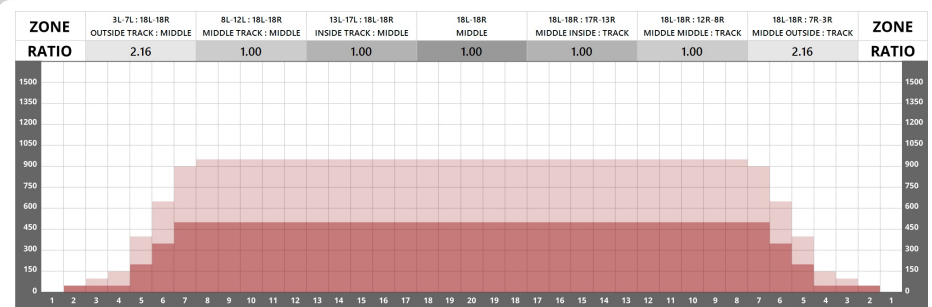 ZONE
3L-7L : 18L-18R
OUTSIDE TRACK : MIDDLE
8L-12L : 18L-18R
MIDDLE TRACK : MIDDLE
13L-17L : 18L-18R
INSIDE TRACK : MIDDLE
18L-18R
MIDDLE
18L-18R : 17R-13R
MIDDLE INSIDE : TRACK
18L-18R : 12R-8R
MIDDLE MIDDLE : TRACK
18L-18R : 7R-3R
MIDDLE OUTSIDE : TRACK
ZONE
RATIO 2.16 1.00 1.00 1.00 1.00 1.00 2.16 RATIO
1500 1500
1350 1350
1200 1200
1050 1050
900 900
750 750
600 600
450 450
300 300
150 150
0 0
1 2 3 4 5 6 7 8 9 10 11 12 13 14 15 16 17 18 19 20 19 18 17 16 15 14 13 12 11 10 9 8 7 6 5 4 3 2 1